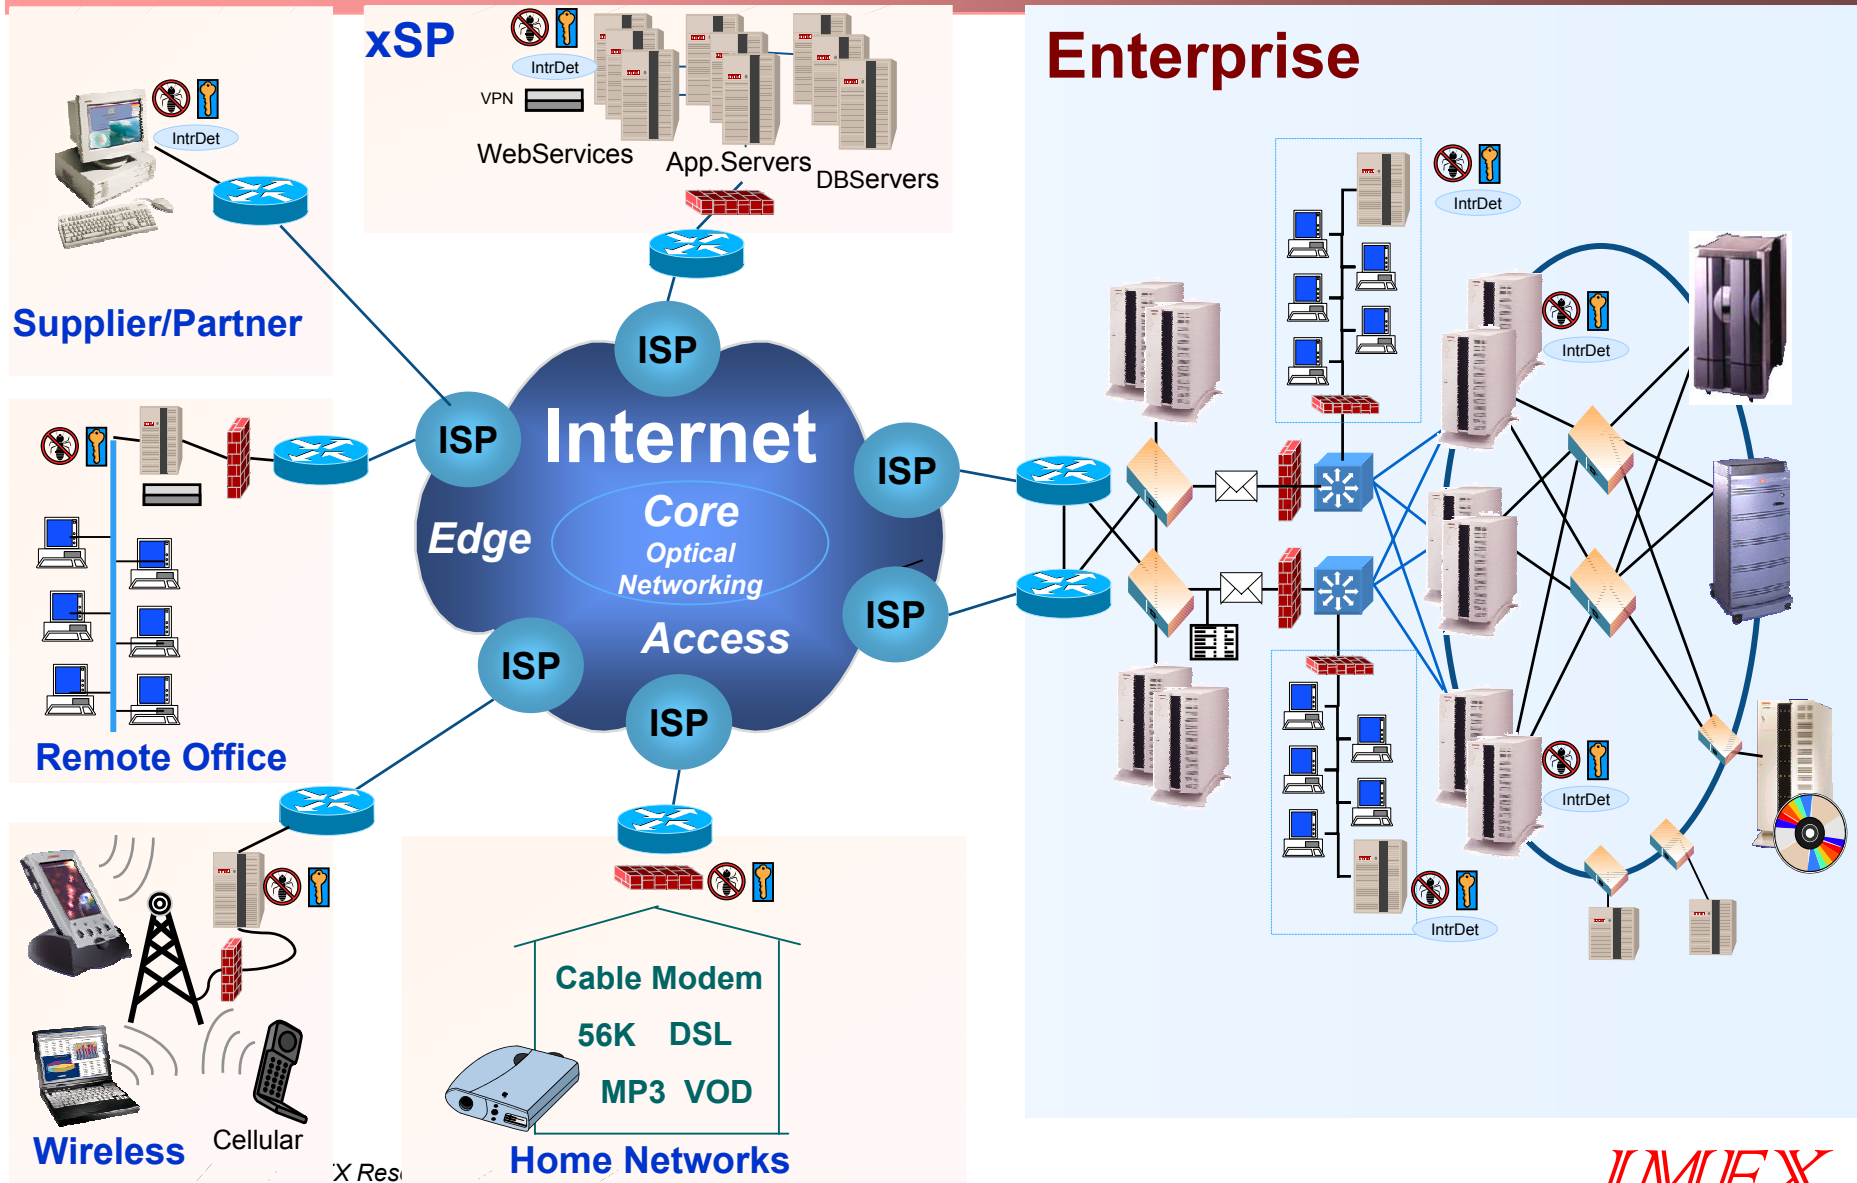 xSP
IntrDet
VPN
WebServices
App.Servers
DBServers
Enterprise
IntrDet
Supplier/Partner
IntrDet
IntrDet
ISP
ISP
ISP
ISP
ISP
ISP
Internet
Core
Optical
Networking
Edge
Access
Remote Office
IntrDet
IntrDet
Cable Modem
56K DSL
MP3 VOD
Home Networks
Wireless
Cellular
X Res
IMEX